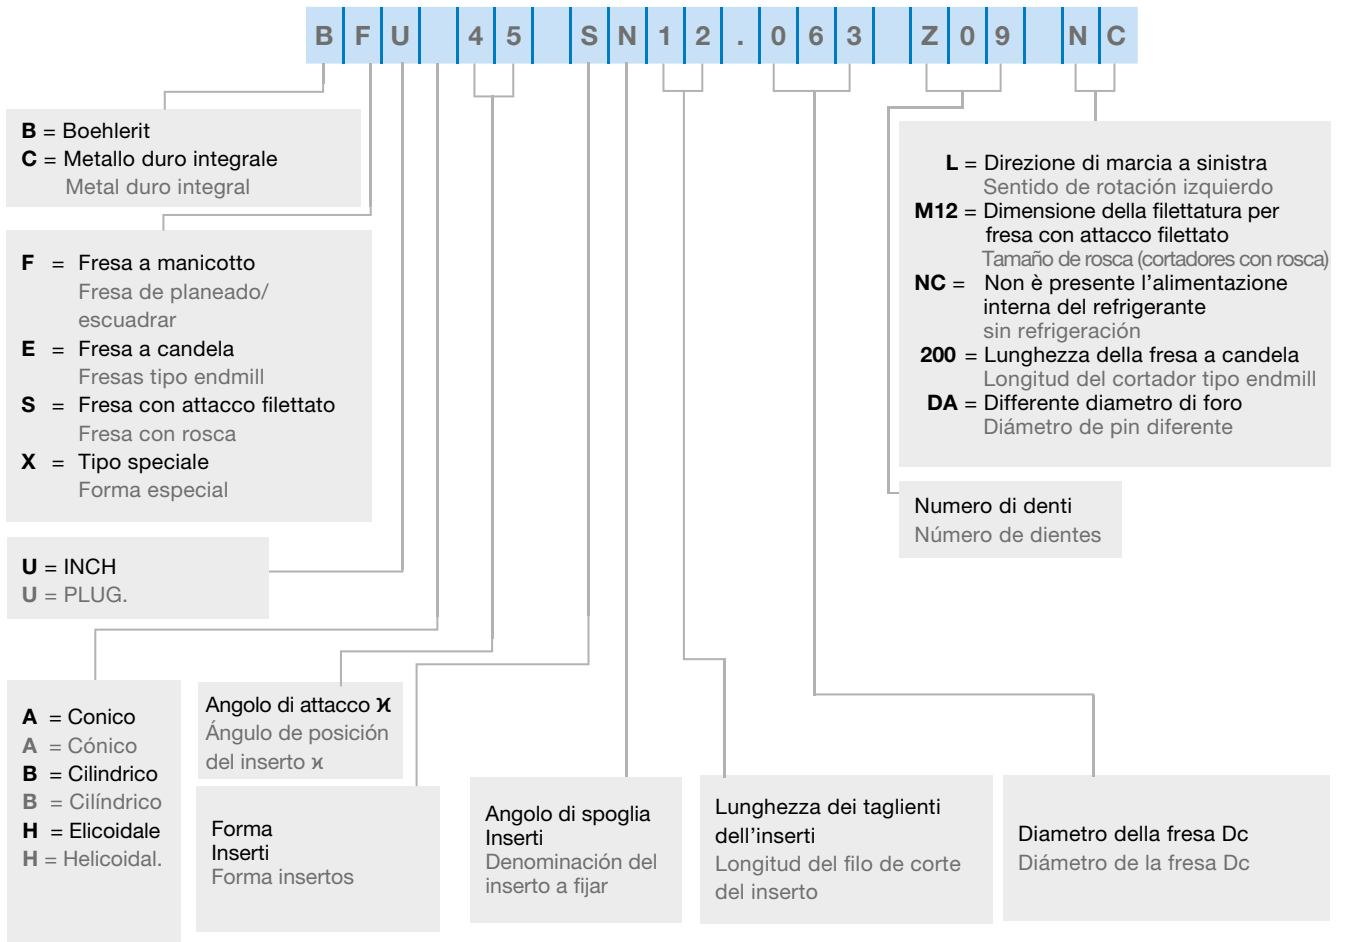 B F U 4 5 S N 1 2 . 0 6 3 Z 0 9 N C
B = Boehlerit
C = Metallo duro integrale
Metal duro integral
F = Fresa a manicotto
Fresa de planeado/
escuadrar
E = Fresa a candela
Fresas tipo endmill
S = Fresa con attacco filettato
Fresa con rosca
X = Tipo speciale
Forma especial
U = INCH
U = PLUG.
A = Conico
A = Cónico
B = Cilindrico
B = Cilíndrico
H = Elicoidale
H = Helicoidal.
Angolo di attacco ϰ
Ángulo de posición
del inserto ϰ
Forma
Inserti
Forma insertos
Angolo di spoglia
Inserti
Denominación del
inserto a fijar
Lunghezza dei taglienti
dell’inserti
Longitud del filo de corte
del inserto
Diametro della fresa Dc
Diámetro de la fresa Dc
Numero di denti
Número de dientes
L = Direzione di marcia a sinistra
Sentido de rotación izquierdo
M12 = Dimensione della filettatura per
fresa con attacco filettato
Tamaño de rosca (cortadores con rosca)
NC = Non è presente l’alimentazione
interna del refrigerante
sin refrigeración
200 = Lunghezza della fresa a candela
Longitud del cortador tipo endmill
DA = Differente diametro di foro
Diámetro de pin diferente